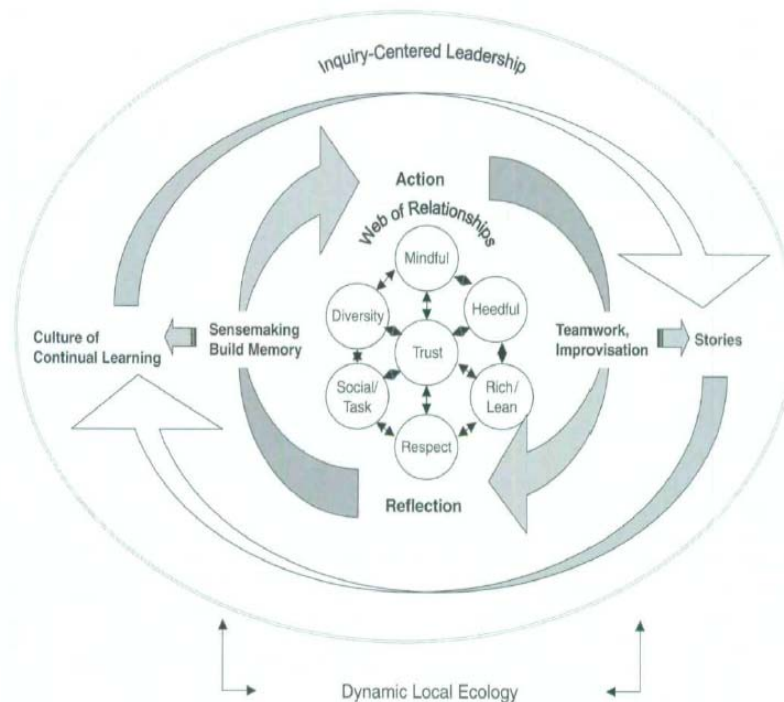 Inquiry-Centered Leadership
Action
Web of Relationships
Mindful
Diversity
Heedful
Culture of
Continual Learning
Sensemaking
Build Memory
Trust
Teamwork,
Improvisation
Stories
Social/
Task
Rich/
Lean
Respect
Reflection
Dynamic Local Ecology